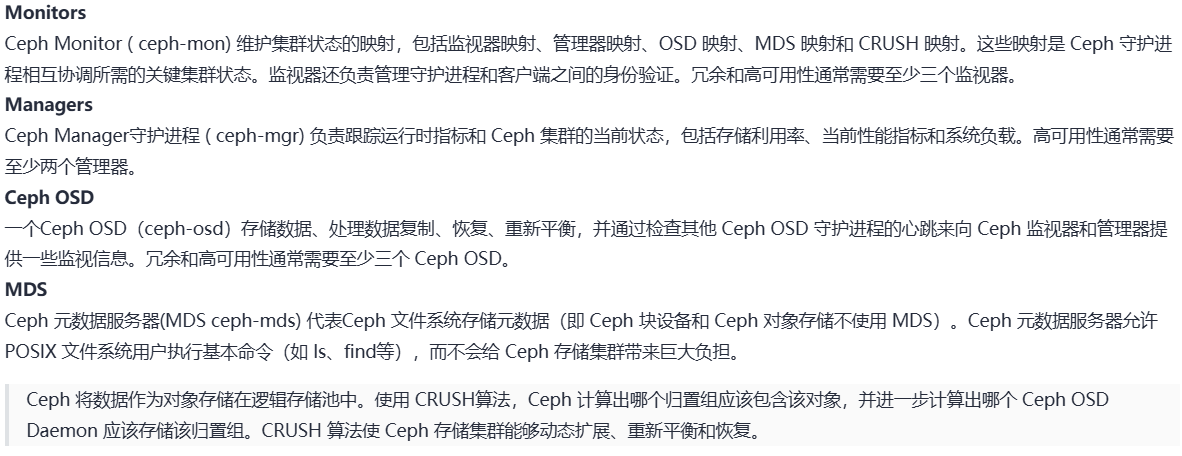 Monitors
Ceph Monitor ( ceph-mon) 维护集群状态的映射，包括监视器映射、管理器映射、OSD 映射、MDS 映射和 CRUSH 映射。这些映射是 Ceph 守护进
程相互协调所需的关键集群状态。监视器还负责管理守护进程和客户端之间的身份验证。冗余和高可用性通常需要至少三个监视器。
Managers
Ceph Manager守护进程 ( ceph-mgr) 负责跟踪运行时指标和 Ceph 集群的当前状态，包括存储利用率、当前性能指标和系统负载。高可用性通常需要
至少两个管理器。
Ceph OSD
一个Ceph OSD（ceph-osd）存储数据、处理数据复制、恢复、重新平衡，并通过检查其他 Ceph OSD 守护进程的心跳来向 Ceph 监视器和管理器提
供一些监视信息。冗余和高可用性通常需要至少三个 Ceph OSD。
MDS
Ceph 元数据服务器(MDS ceph-mds) 代表Ceph 文件系统存储元数据（即 Ceph 块设备和 Ceph 对象存储不使用 MDS）。Ceph 元数据服务器允许
POSIX 文件系统用户执行基本命令（如 ls、find等），而不会给 Ceph 存储集群带来巨大负担。
Ceph 将数据作为对象存储在逻辑存储池中。使用 CRUSH算法，Ceph 计算出哪个归置组应该包含该对象，并进一步计算出哪个 Ceph OSD
Daemon 应该存储该归置组。CRUSH 算法使 Ceph 存储集群能够动态扩展、重新平衡和恢复。